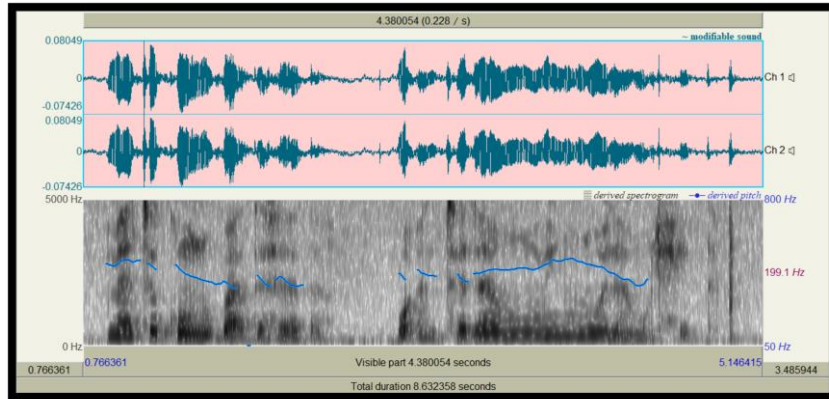 4.380054 (0.228 / s)
~ modifiable sound
0.08049
0
-0.07426
Ch 1
0.08049
0
-0.07426
Ch 2
derived spectrogram derived pitch
5000 Hz 800 Hz
199.1 Hz
0 Hz 50 Hz
0.766361 0.766361 Visible part 4.380054 seconds 5.146415 3.485944
Total duration 8.632358 seconds